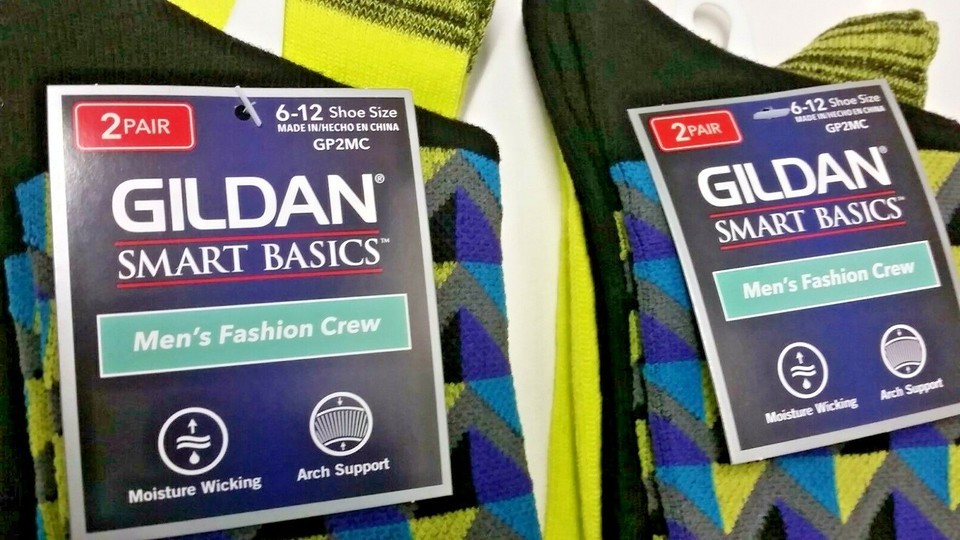 2PAIR
6-12 Shoe Size
MADE IN/HECHO EN CHINA
GP2MC
GILDAN®
SMART BASICS™
Men's Fashion Crew
Moisture Wicking
Arch Support
2PAIR
6-12 Shoe Size
MADE IN/HECHO EN CHINA
GP2MC
GILDAN®
SMART BASICS™
Men's Fashion Crew
Moisture Wicking
Arch Support